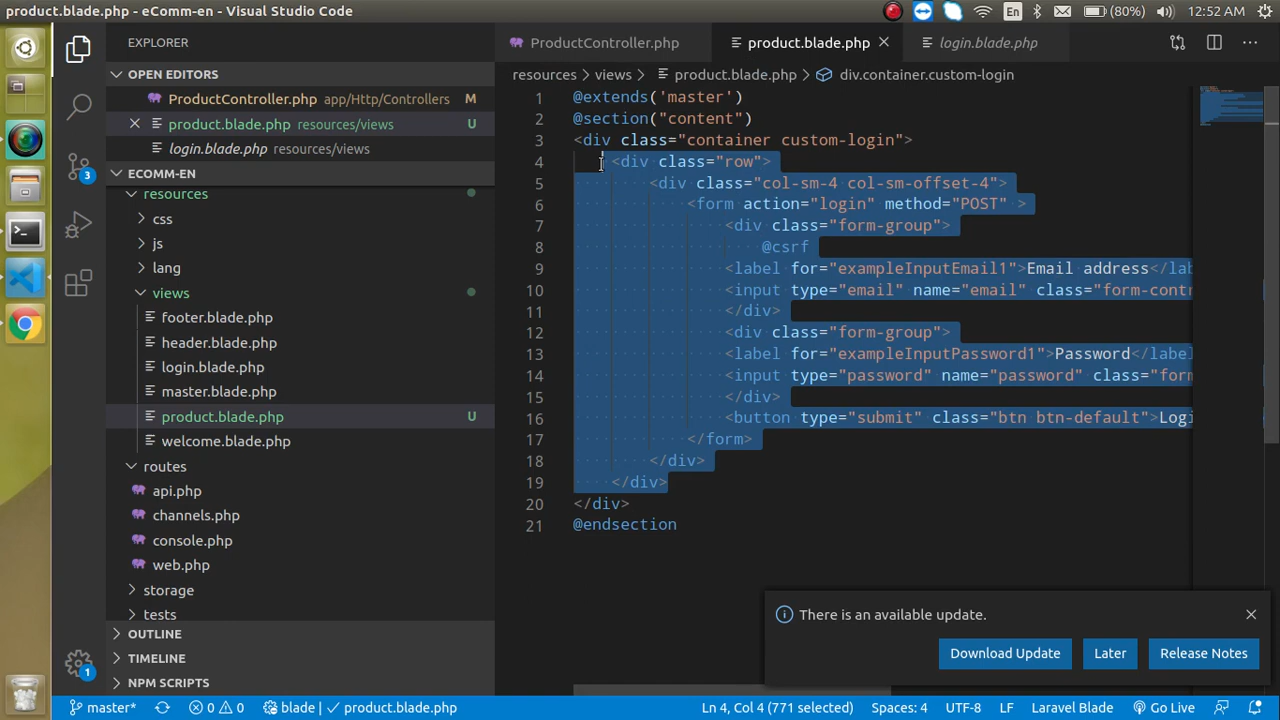 product.blade.php - eComm-en - Visual Studio Code
En
(80%)
12:52 AM
EXPLORER
OPEN EDITORS
ProductController.php app/Http/Controllers M
product.blade.php resources/views U
login.blade.php resources/views
ECOMM-EN
resources
css
js
lang
views
footer.blade.php
header.blade.php
login.blade.php
master.blade.php
product.blade.php U
welcome.blade.php
routes
api.php
channels.php
console.php
web.php
storage
tests
OUTLINE
TIMELINE
NPM SCRIPTS
3
1
ProductController.php
product.blade.php
login.blade.php
resources > views > product.blade.php > div.container.custom-login
1 @extends('master')
2 @section("content")
3 <div class="container custom-login">
4 <div class="row">
5 <div class="col-sm-4 col-sm-offset-4">
6 <form action="login" method="POST" >
7 <div class="form-group">
8 @csrf
9 <label for="exampleInputEmail1">Email address</lab
10 <input type="email" name="email" class="form-contr
11 </div>
12 <div class="form-group">
13 <label for="exampleInputPassword1">Password</label
14 <input type="password" name="password" class="form
15 </div>
16 <button type="submit" class="btn btn-default">Logi
17 </form>
18 </div>
19 </div>
20 </div>
21 @endsection
There is an available update.
Download Update
Later
Release Notes
master*
0 0
blade
product.blade.php
Ln 4, Col 4 (771 selected)
Spaces: 4
UTF-8
LF
Laravel Blade
Go Live